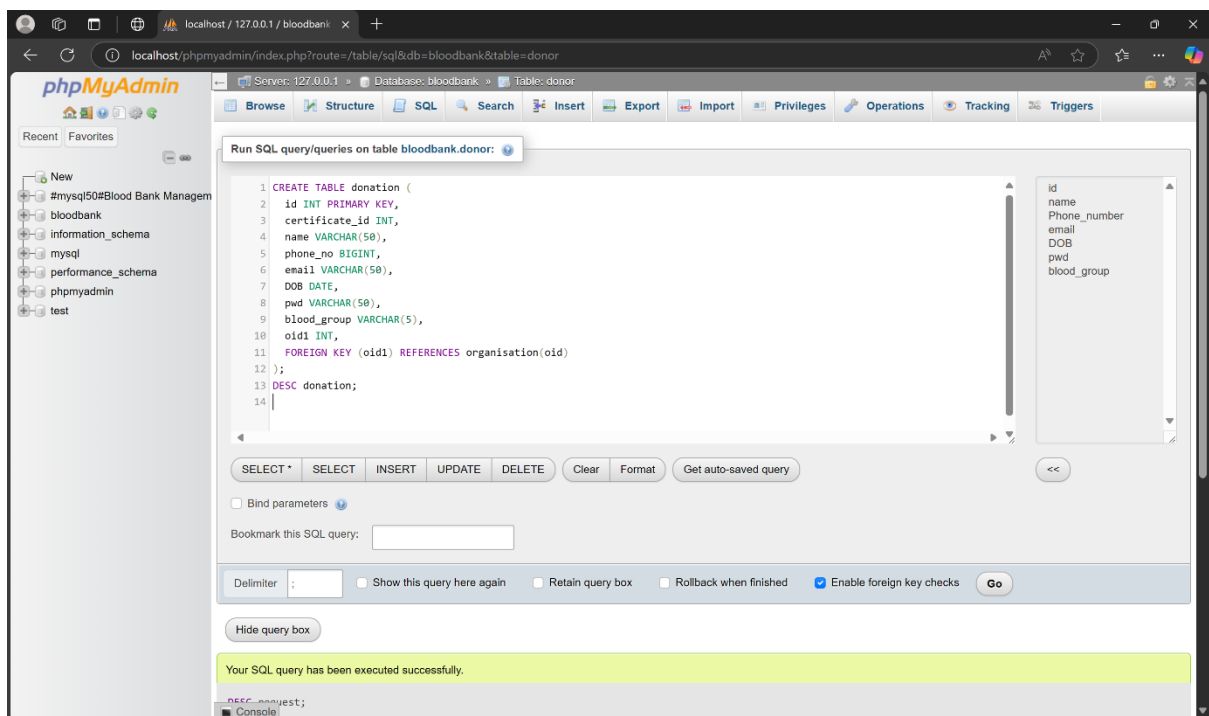 localhost / 127.0.0.1 / bloodbank
localhost/phpmyadmin/index.php?route=/table/sql&db=bloodbank&table=donor
phpMyAdmin
Recent Favorites
New
#mysql50#Blood Bank Managem
bloodbank
information_schema
mysql
performance_schema
phpmyadmin
test
Server: 127.0.0.1 » Database: bloodbank » Table: donor
Browse Structure SQL Search Insert Export Import Privileges Operations Tracking Triggers
Run SQL query/queries on table bloodbank.donor:
1 CREATE TABLE donation (
2 id INT PRIMARY KEY,
3 certificate_id INT,
4 name VARCHAR(50),
5 phone_no BIGINT,
6 email VARCHAR(50),
7 DOB DATE,
8 pwd VARCHAR(50),
9 blood_group VARCHAR(5),
10 oid1 INT,
11 FOREIGN KEY (oid1) REFERENCES organisation(oid)
12 );
13 DESC donation;
14
id
name
Phone_number
email
DOB
pwd
blood_group
SELECT * SELECT INSERT UPDATE DELETE Clear Format Get auto-saved query <<
Bind parameters
Bookmark this SQL query:
Delimiter ; Show this query here again Retain query box Rollback when finished Enable foreign key checks Go
Hide query box
Your SQL query has been executed successfully.
DESC request;
Console